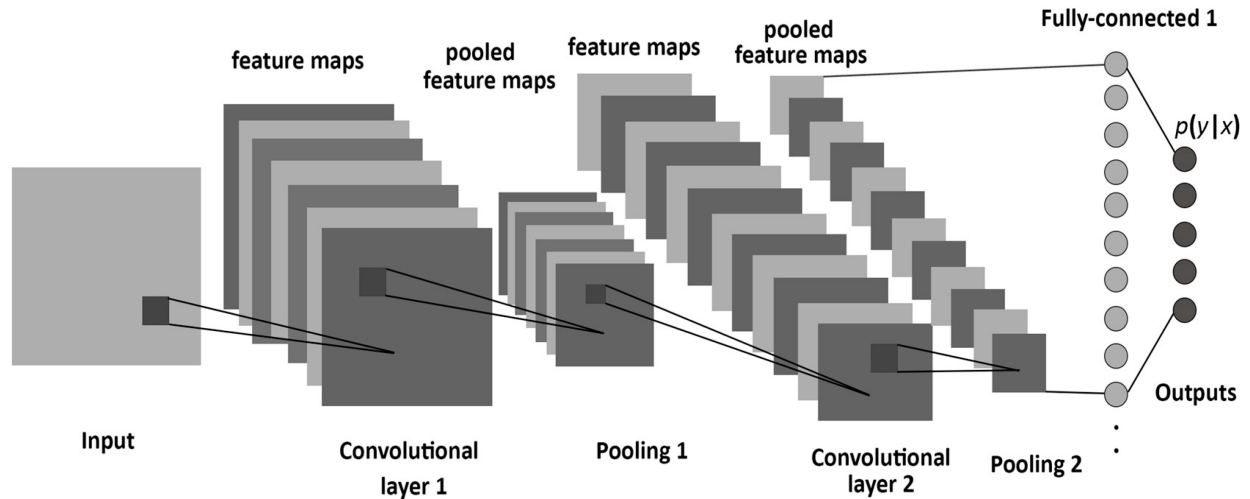 Fully-connected 1
feature maps
pooled
feature maps
feature maps
pooled
feature maps
p(y|x)
Input
Convolutional
layer 1
Pooling 1
Convolutional
layer 2
Pooling 2
Outputs